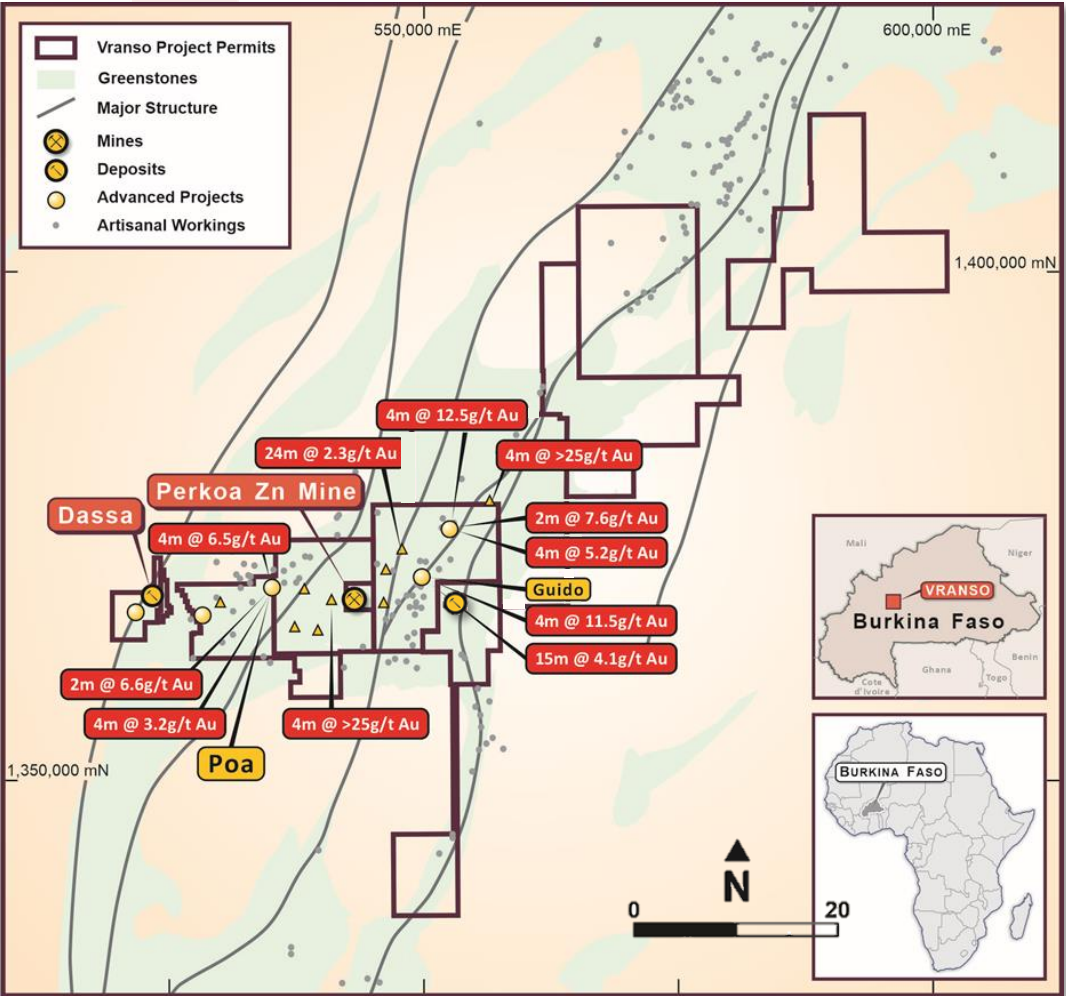 550,000 mE
600,000 mE
Vranso Project Permits
Greenstones
Major Structure
Mines
Deposits
Advanced Projects
Artisanal Workings
1,400,000 mN
4m @ 12.5g/t Au
24m @ 2.3g/t Au
4m @ >25g/t Au
Perkoa Zn Mine
Dassa
4m @ 6.5g/t Au
2m @ 7.6g/t Au
4m @ 5.2g/t Au
Guido
4m @ 11.5g/t Au
15m @ 4.1g/t Au
2m @ 6.6g/t Au
4m @ 3.2g/t Au
4m @ >25g/t Au
Poa
1,350,000 mN
N
0
20
Mali
Niger
VRANSO
Burkina Faso
Benin
Ghana
Togo
Cote
d'Ivoire
BURKINA FASO